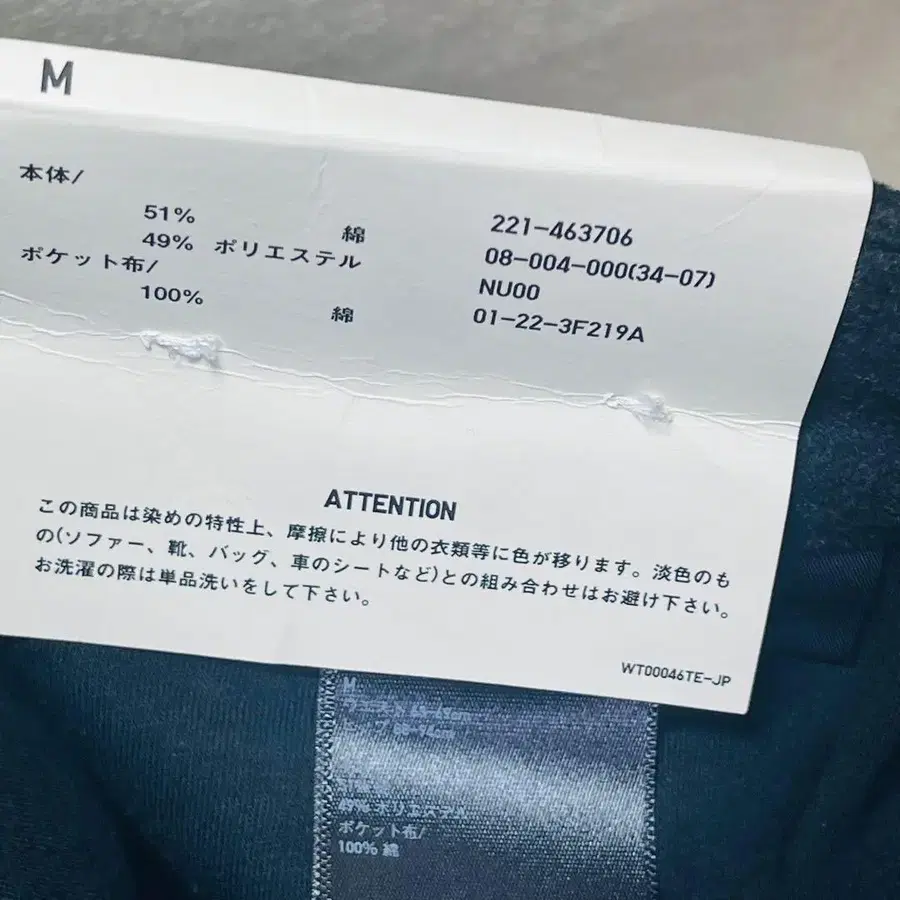 M
本体/
51% 綿
49% ポリエステル
ポケット布/
100% 綿
221-463706
08-004-000(34-07)
NU00
01-22-3F219A
ATTENTION
この商品は染めの特性上、摩擦により他の衣類等に色が移ります。淡色のも
の(ソファー、靴、バッグ、車のシートなど)との組み合わせはお避け下さい。
お洗濯の際は単品洗いをして下さい。
WT00046TE-JP
M
ポリエステル
ポケット布/
100% 綿